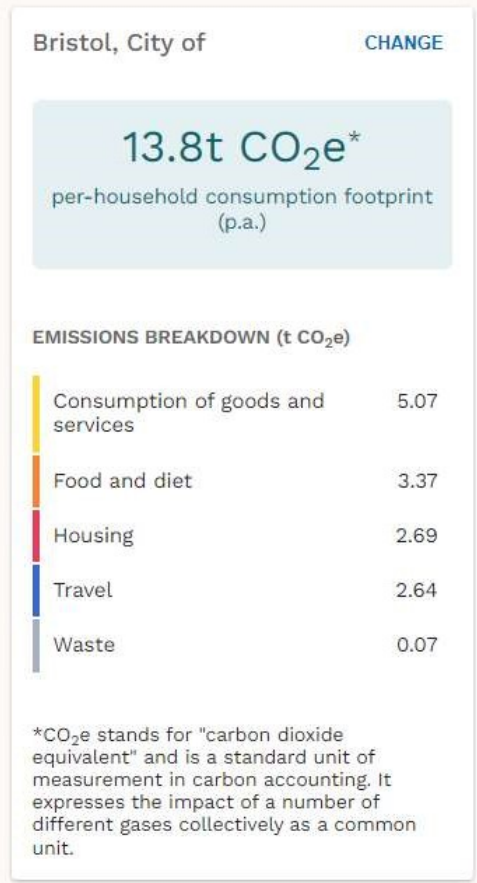 Bristol, City of CHANGE
13.8t CO₂e*
per-household consumption footprint
(p.a.)
EMISSIONS BREAKDOWN (t CO₂e)
Consumption of goods and 5.07
services
Food and diet 3.37
Housing 2.69
Travel 2.64
Waste 0.07
*CO₂e stands for "carbon dioxide
equivalent" and is a standard unit of
measurement in carbon accounting. It
expresses the impact of a number of
different gases collectively as a common
unit.